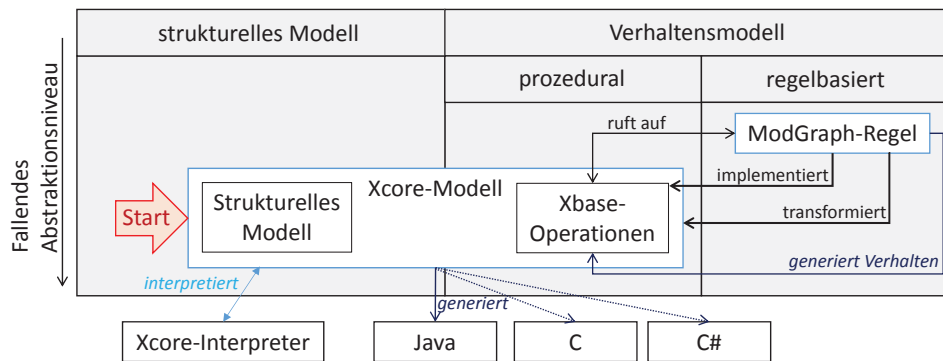 strukturelles Modell
Verhaltensmodell
prozedural
regelbasiert
Fallendes
Abstraktionsniveau
ruft auf
ModGraph-Regel
implementiert
Xcore-Modell
Start
Strukturelles
Modell
Xbase-
Operationen
transformiert
generiert Verhalten
interpretiert
generiert
Xcore-Interpreter
Java
C
C#